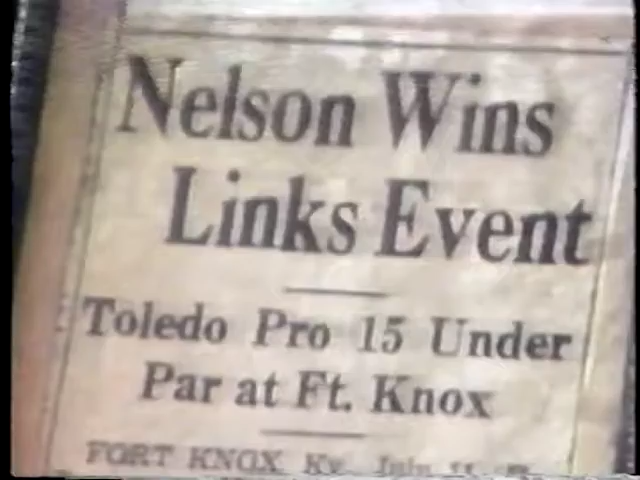 Nelson Wins
Links Event
Toledo Pro 15 Under
Par at Ft. Knox
FORT KNOX, Ky.